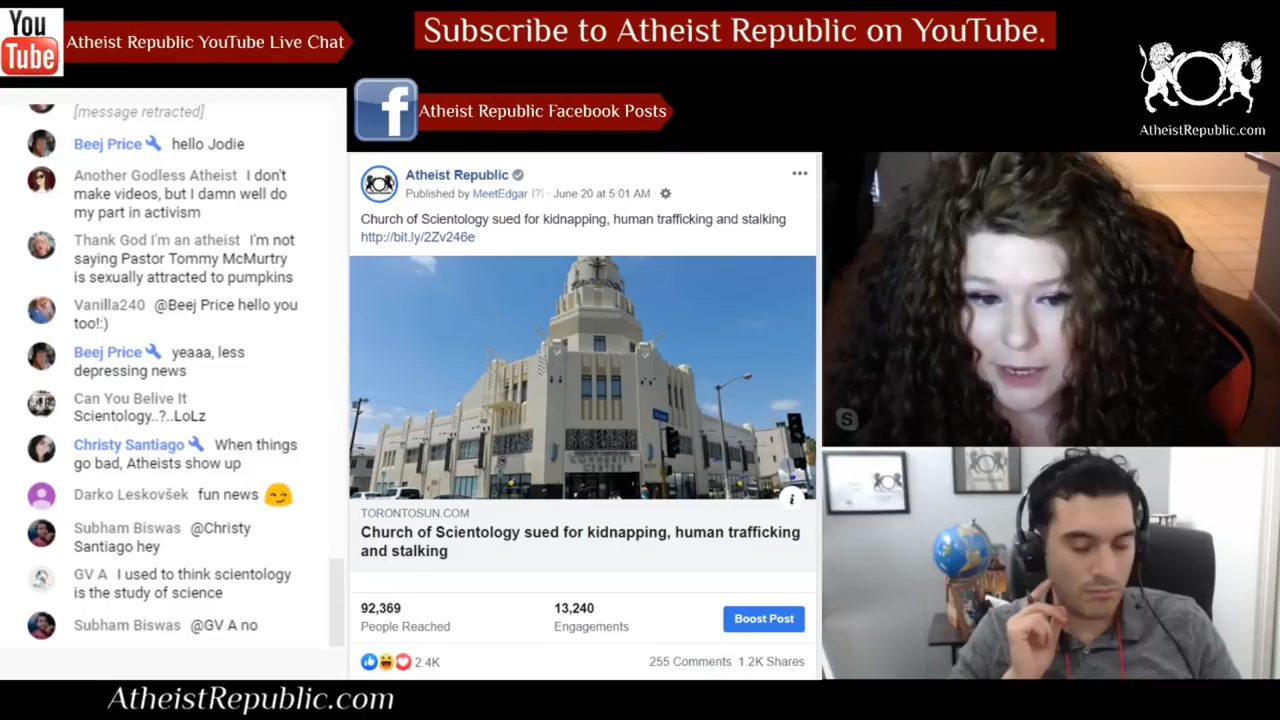 You
Tube
Atheist Republic YouTube Live Chat
Subscribe to Atheist Republic on YouTube.
AtheistRepublic.com
f
Atheist Republic Facebook Posts
[message retracted]
Beej Price hello Jodie
Another Godless Atheist I don't
make videos, but I damn well do
my part in activism
Thank God I'm an atheist I'm not
saying Pastor Tommy McMurtry
is sexually attracted to pumpkins
Vanilla240 @Beej Price hello you
too!:)
Beej Price yeaaa, less
depressing news
Can You Belive It
Scientology..?..LoLz
Christy Santiago When things
go bad, Atheists show up
Darko Leskovšek fun news
Subham Biswas @Christy
Santiago hey
GV A I used to think scientology
is the study of science
Subham Biswas @GV A no
Atheist Republic
Published by MeetEdgar [?] · June 20 at 5:01 AM ·
Church of Scientology sued for kidnapping, human trafficking and stalking
http://bit.ly/2Zv246e
TORONTOSUN.COM
Church of Scientology sued for kidnapping, human trafficking
and stalking
92,369
People Reached
13,240
Engagements
Boost Post
2.4K
255 Comments 1.2K Shares
AtheistRepublic.com